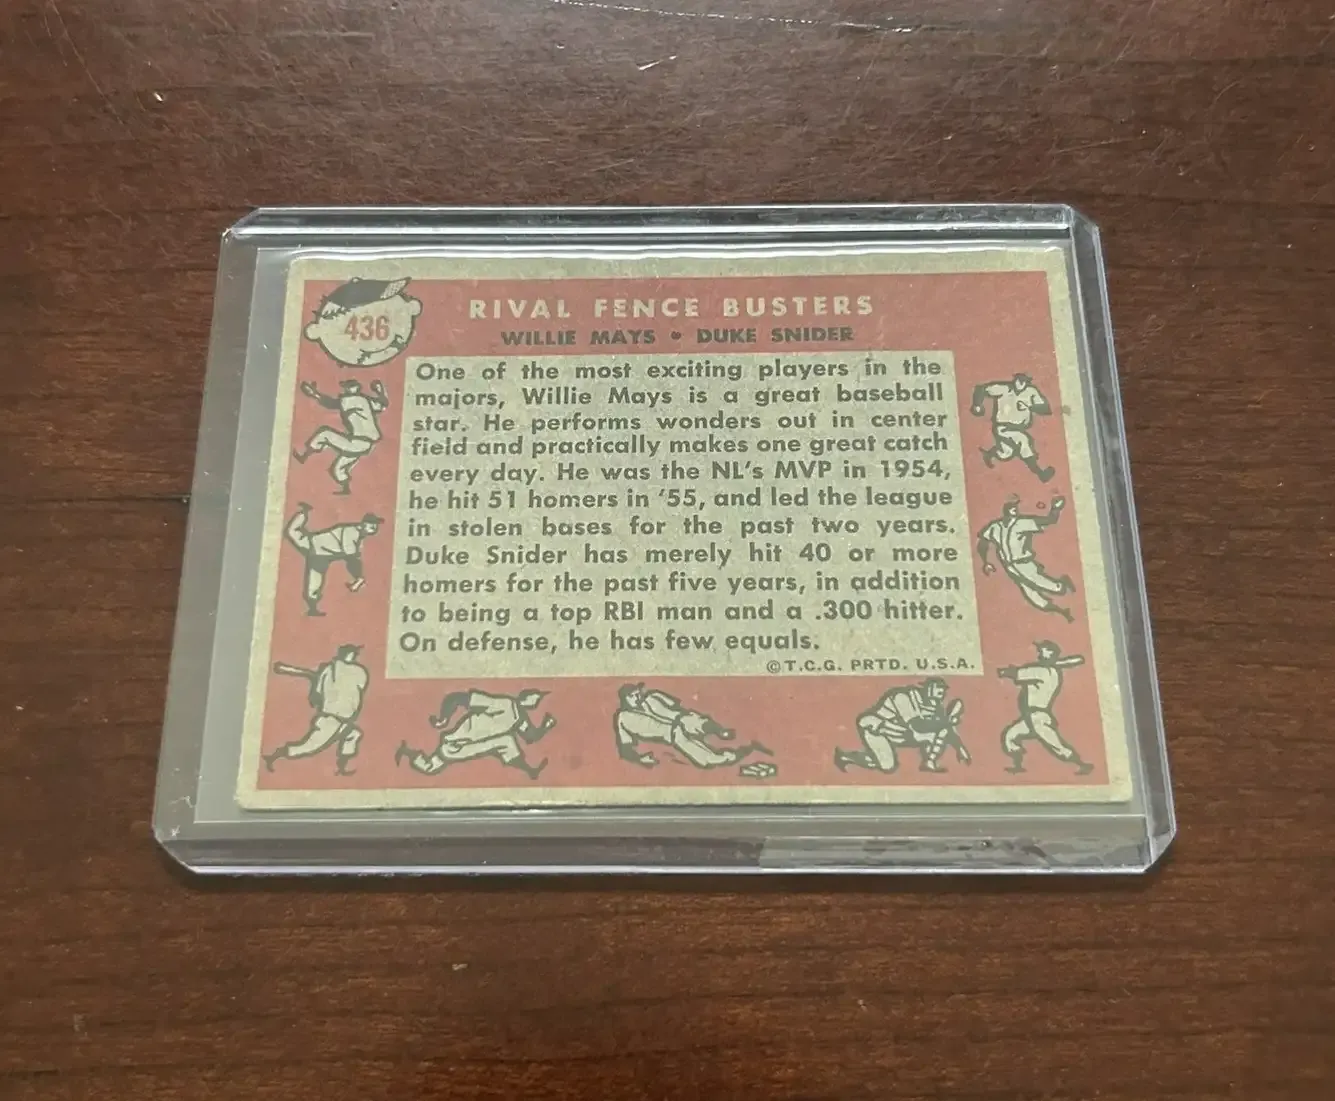 436
RIVAL FENCE BUSTERS
WILLIE MAYS • DUKE SNIDER
One of the most exciting players in the
majors, Willie Mays is a great baseball
star. He performs wonders out in center
field and practically makes one great catch
every day. He was the NL's MVP in 1954,
he hit 51 homers in '55, and led the league
in stolen bases for the past two years.
Duke Snider has merely hit 40 or more
homers for the past five years, in addition
to being a top RBI man and a .300 hitter.
On defense, he has few equals.
©T.C.G. PRTD. U.S.A.